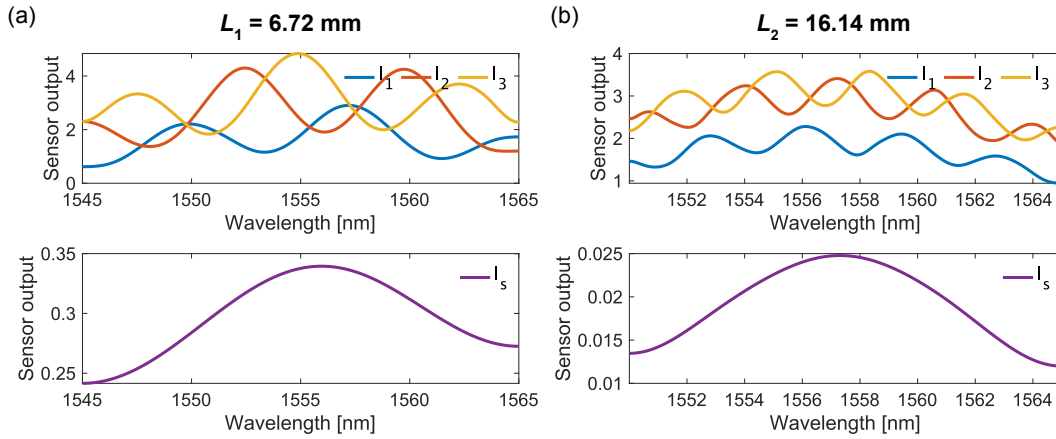 (a)
L1 = 6.72 mm
Sensor output
4
2
0
I1 I2 I3
1545 1550 1555 1560 1565
Wavelength [nm]
Sensor output
0.35
0.3
0.25
Is
1545 1550 1555 1560 1565
Wavelength [nm]
(b)
L2 = 16.14 mm
Sensor output
4
3
2
1
I1 I2 I3
1552 1554 1556 1558 1560 1562 1564
Wavelength [nm]
Sensor output
0.025
0.02
0.015
0.01
Is
1552 1554 1556 1558 1560 1562 1564
Wavelength [nm]